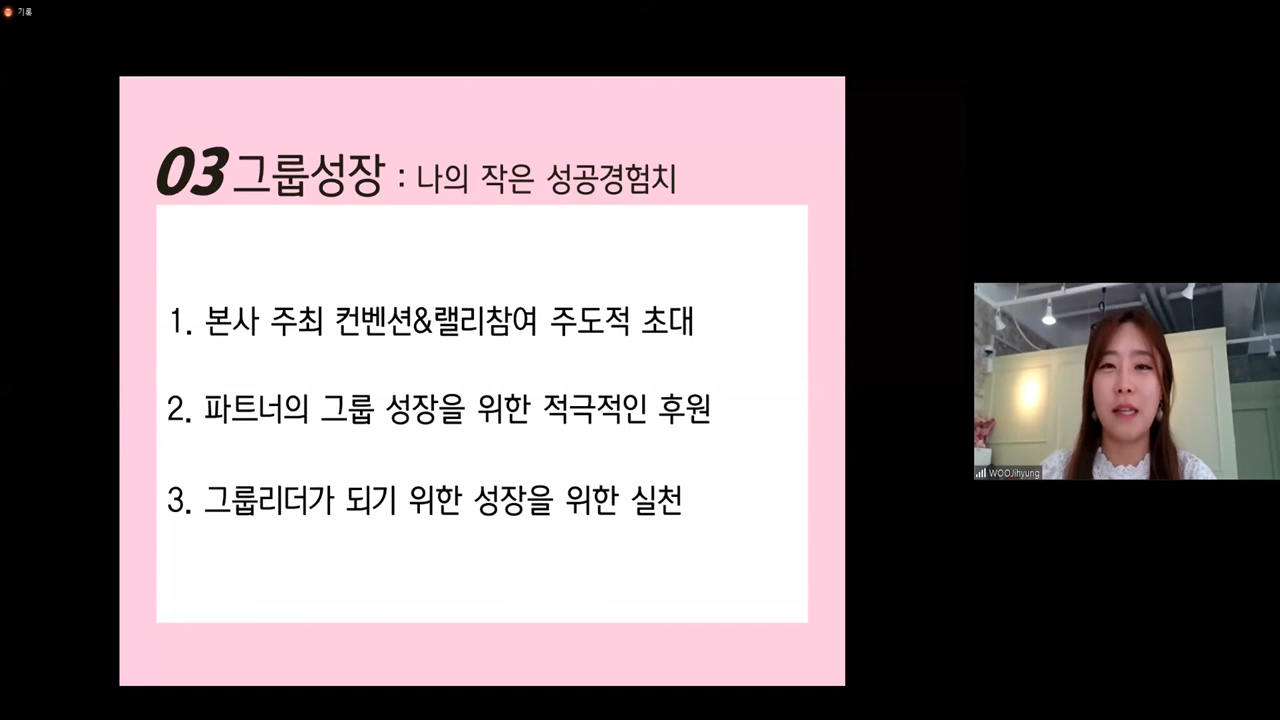 기록
03 그룹성장 : 나의 작은 성공경험치
1. 본사 주최 컨벤션&랠리참여 주도적 초대
2. 파트너의 그룹 성장을 위한 적극적인 후원
3. 그룹리더가 되기 위한 성장을 위한 실천
WOOJihyung